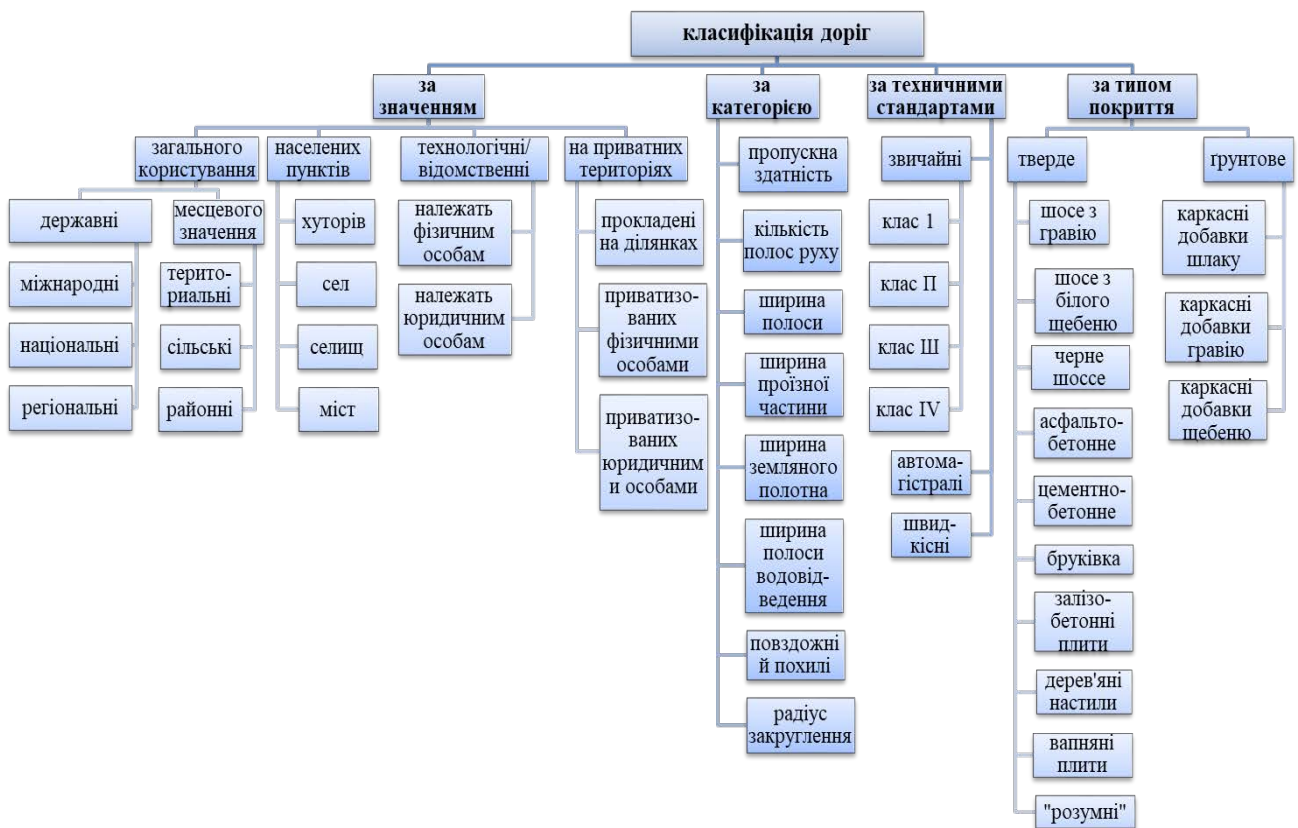 класифікація доріг
за
значенням
загального
користування
державні
міжнародні
національні
регіональні
месцевого
значення
терито-
риальні
сільські
районні
населених
пунктів
хуторів
сел
селищ
міст
технологічні/
відомственні
належать
фізичним
особам
належать
юридичним
особам
на приватних
територіях
прокладені
на ділянках
приватизо-
ваних
фізичними
особами
приватизо-
ваних
юридичним
и особами
за
категорією
пропускна
здатність
кількість
полос руху
ширина
полоси
ширина
проїзної
частини
ширина
земляного
полотна
ширина
полоси
водовід-
ведення
повздожні
й похилі
радіус
закруглення
за техничними
стандартами
звичайні
клас 1
клас П
клас Ш
клас IV
автома-
гістралі
швид-
кісні
за типом
покриття
тверде
шосе з
гравію
шосе з
білого
щебеню
черне
шоссе
асфальто-
бетонне
цементно-
бетонне
бруківка
залізо-
бетонні
плити
дерев'яні
настили
вапняні
плити
"розумні"
ґрунтове
каркасні
добавки
шлаку
каркасні
добавки
гравію
каркасні
добавки
щебеню